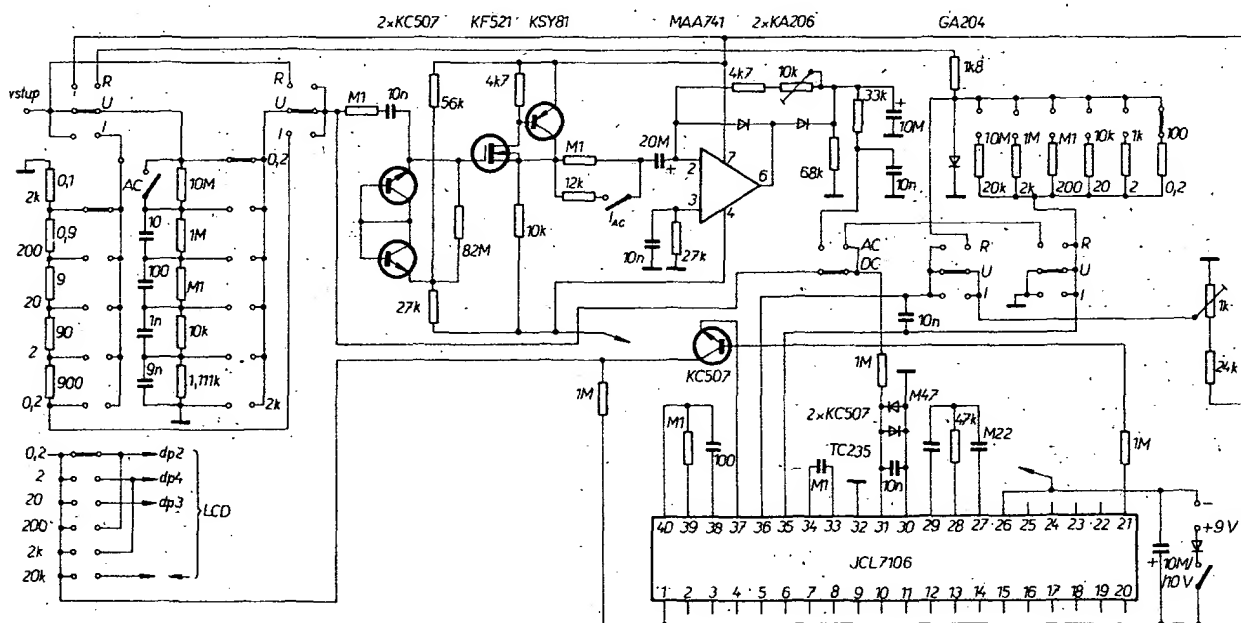 2×KC507 KF521 KSY81 MAA741 2×KA206 GA204
R R 4k7 4k7 10k 1k8
vstup U U M1 10n 56k 33k
I I 10M
20M 10M 1M M1 10k 1k 100
0,2 M1 7
0,1 AC 10M 2 6 68k 10n
2k 12k 20k 2k 200 20 2 0,2
10 3 4
200 0,9 1M I_AC
82M 10k 10n 27k AC R
100 DC
20 9 M1 U U
1n 27k I I
2 90 10k 10n 1k
9n KC507
0,2 900 1,111k 2k 1M 24k
1M M47
2×KC507
0,2 dp2 M1 100 TC235 47k M22 1M
2 dp4 M1 10n
20 dp3 LCD
200
2k
20k
40 39 38 37 36 35 34 33 32 31 30 29 28 27 26 25 24 23 22 21
JCL7106
1 2 3 4 5 6 7 8 9 10 11 12 13 14 15 16 17 18 19 20
−
+9V
+ 10M/
/10V